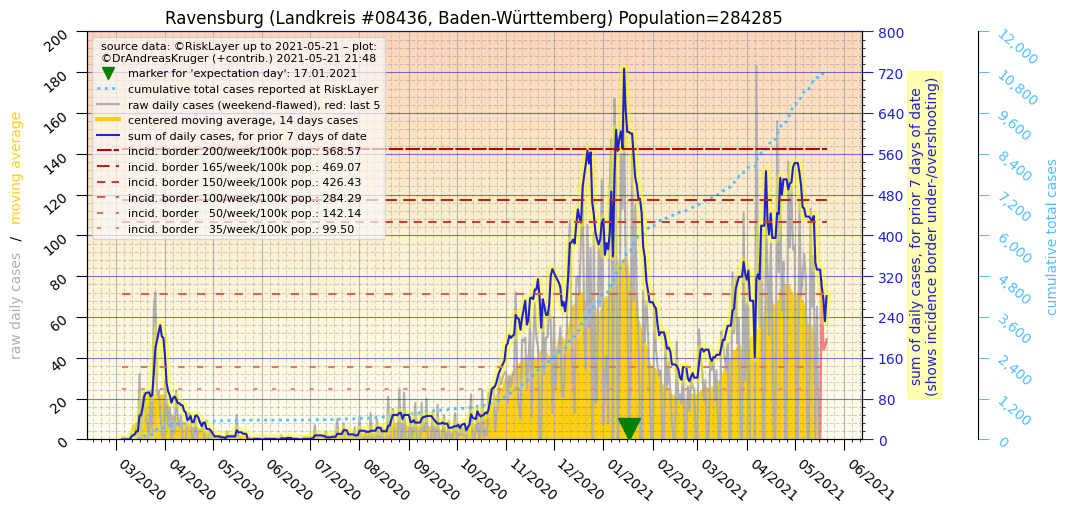 Ravensburg (Landkreis #08436, Baden-Württemberg) Population=284285
source data: ©RiskLayer up to 2021-05-21 – plot:
©DrAndreasKruger (+contrib.) 2021-05-21 21:48
marker for 'expectation day': 17.01.2021
cumulative total cases reported at RiskLayer
raw daily cases (weekend-flawed), red: last 5
centered moving average, 14 days cases
sum of daily cases, for prior 7 days of date
incid. border 200/week/100k pop.: 568.57
incid. border 165/week/100k pop.: 469.07
incid. border 150/week/100k pop.: 426.43
incid. border 100/week/100k pop.: 284.29
incid. border   50/week/100k pop.: 142.14
incid. border   35/week/100k pop.: 99.50
raw daily cases / moving average
200
180
160
140
120
100
80
60
40
20
0
03/2020
04/2020
05/2020
06/2020
07/2020
08/2020
09/2020
10/2020
11/2020
12/2020
01/2021
02/2021
03/2021
04/2021
05/2021
06/2021
800
720
640
560
480
400
320
240
160
80
0
sum of daily cases, for prior 7 days of date
(shows incidence border under-/overshooting)
12,000
10,800
9,600
8,400
7,200
6,000
4,800
3,600
2,400
1,200
0
cumulative total cases